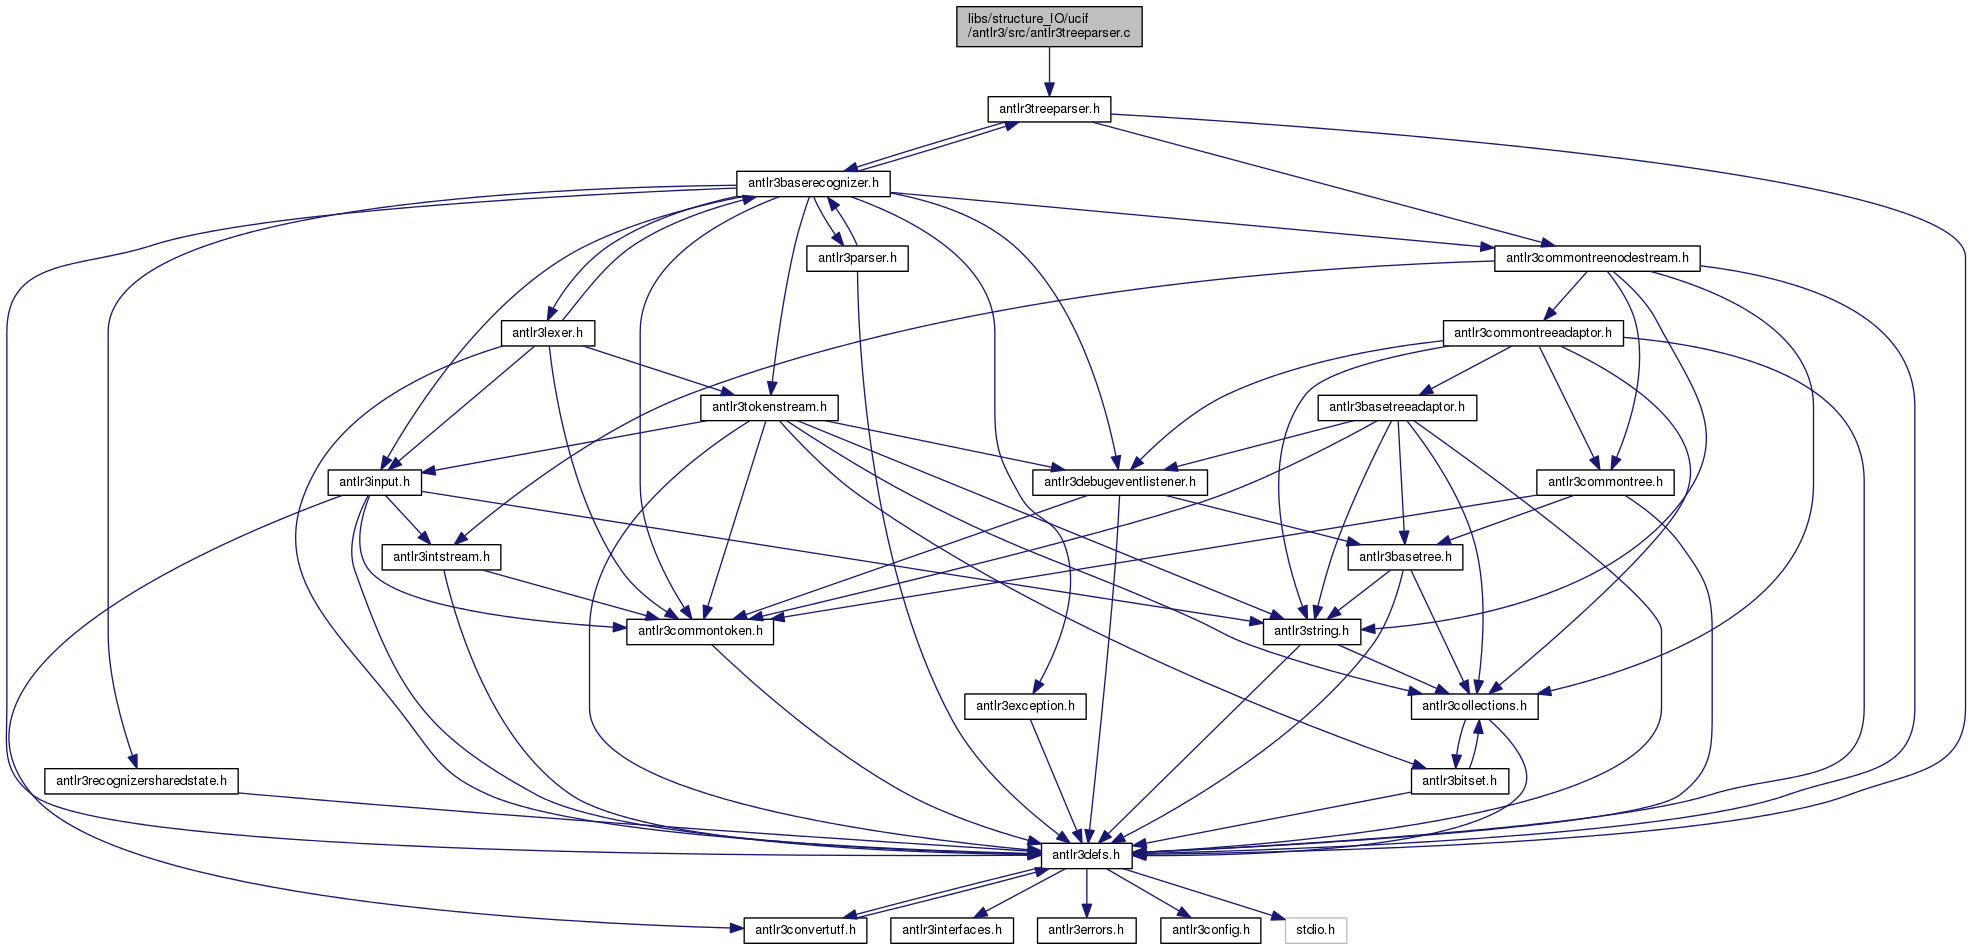 libs/structure_IO/ucif
/antlr3/src/antlr3treeparser.c
antlr3treeparser.h
antlr3baserecognizer.h
antlr3parser.h
antlr3commontreenodestream.h
antlr3lexer.h
antlr3commontreeadaptor.h
antlr3tokenstream.h
antlr3basetreeadaptor.h
antlr3input.h
antlr3debugeventlistener.h
antlr3commontree.h
antlr3intstream.h
antlr3basetree.h
antlr3commontoken.h
antlr3string.h
antlr3exception.h
antlr3collections.h
antlr3recognizersharedstate.h
antlr3bitset.h
antlr3defs.h
antlr3convertutf.h
antlr3interfaces.h
antlr3errors.h
antlr3config.h
stdio.h